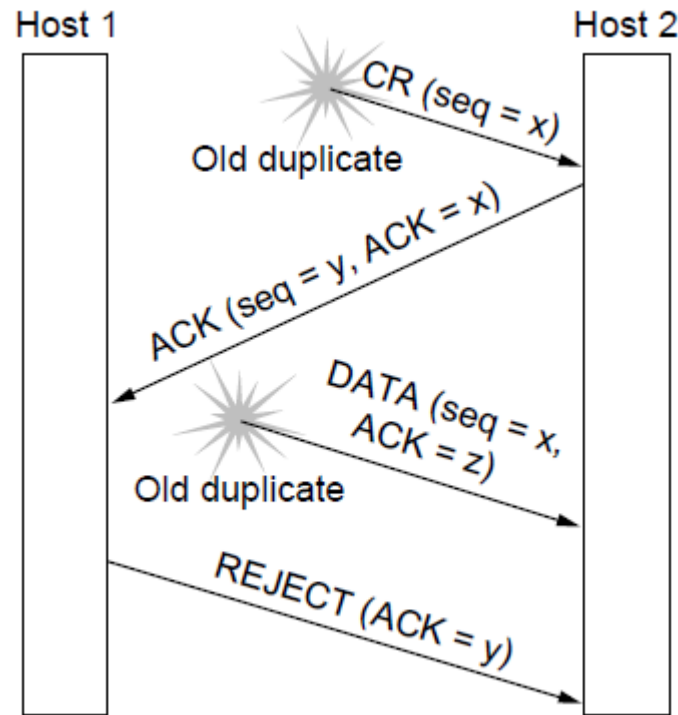 Host 1
Host 2
CR (seq = x)
Old duplicate
ACK (seq = y, ACK = x)
DATA (seq = x,
ACK = z)
Old duplicate
REJECT (ACK = y)